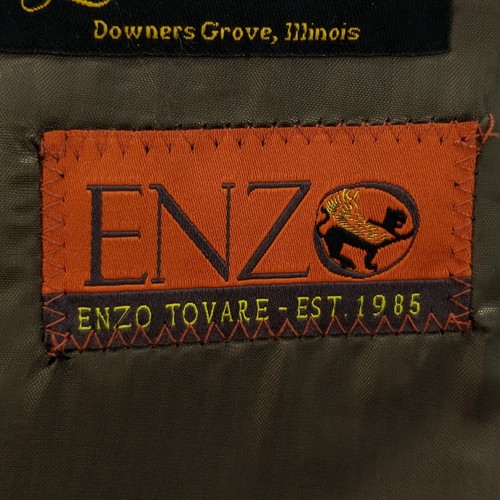 Downers Grove, Illinois
ENZO
ENZO TOVARE - EST. 1985